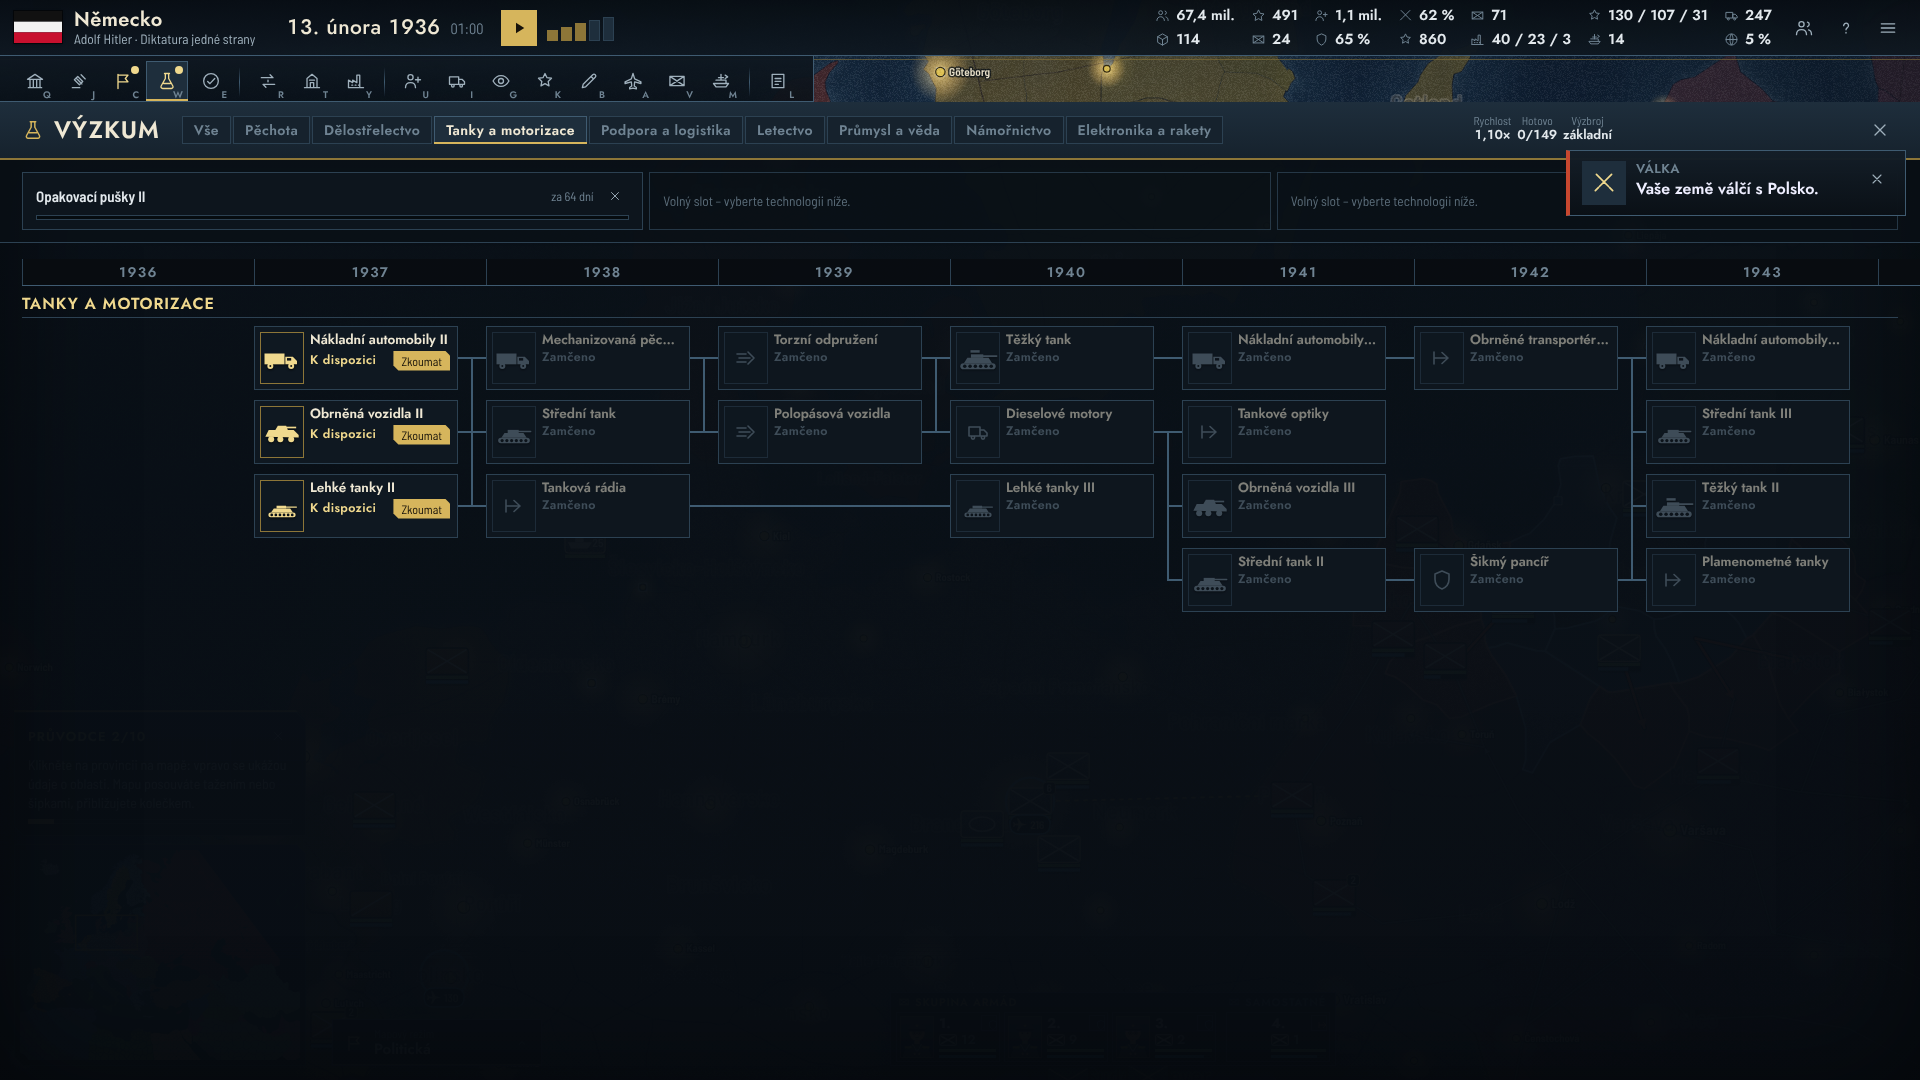 Německo
Adolf Hitler · Diktatura jedné strany
13. února 1936 01:00
67,4 mil. 491 1,1 mil. 62 % 71 130 / 107 / 31 247
114 24 65 % 860 40 / 23 / 3 14 5 %
?
Q J C W E R T Y U I G K B A V M L
Göteborg
Gotland
VÝZKUM
Vše
Pěchota
Dělostřelectvo
Tanky a motorizace
Podpora a logistika
Letectvo
Průmysl a věda
Námořnictvo
Elektronika a rakety
Rychlost Hotovo Výzbroj
1,10× 0/149 základní
VÁLKA
Vaše země válčí s Polsko.
Opakovací pušky II za 64 dní
Volný slot – vyberte technologii níže.
Volný slot – vyberte technologii níže.
1936 1937 1938 1939 1940 1941 1942 1943
TANKY A MOTORIZACE
Nákladní automobily II
K dispozici Zkoumat
Mechanizovaná pěc...
Zamčeno
Torzní odpružení
Zamčeno
Těžký tank
Zamčeno
Nákladní automobily...
Zamčeno
Obrněné transportér...
Zamčeno
Nákladní automobily...
Zamčeno
Obrněná vozidla II
K dispozici Zkoumat
Střední tank
Zamčeno
Polopásová vozidla
Zamčeno
Dieselové motory
Zamčeno
Tankové optiky
Zamčeno
Střední tank III
Zamčeno
Lehké tanky II
K dispozici Zkoumat
Tanková rádia
Zamčeno
Lehké tanky III
Zamčeno
Obrněná vozidla III
Zamčeno
Těžký tank II
Zamčeno
Střední tank II
Zamčeno
Šikmý pancíř
Zamčeno
Plamenometné tanky
Zamčeno
PRŮVODCE 2/10